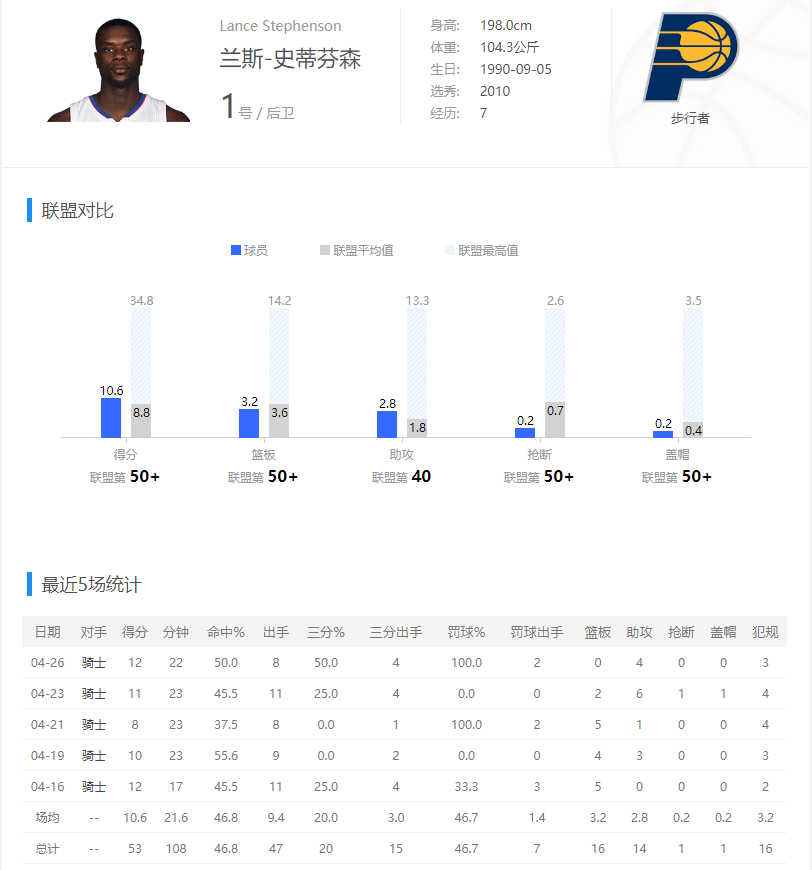 Lance Stephenson
兰斯-史蒂芬森
1号 / 后卫
身高: 198.0cm
体重: 104.3公斤
生日: 1990-09-05
选秀: 2010
经历: 7
步行者
联盟对比
球员 联盟平均值 联盟最高值
34.8 14.2 13.3 2.6 3.5
10.6 8.8 3.2 3.6 2.8 1.8 0.2 0.7 0.2 0.4
得分 篮板 助攻 抢断 盖帽
联盟第 50+ 联盟第 50+ 联盟第 40 联盟第 50+ 联盟第 50+
最近5场统计
日期 对手 得分 分钟 命中% 出手 三分% 三分出手 罚球% 罚球出手 篮板 助攻 抢断 盖帽 犯规
04-26 骑士 12 22 50.0 8 50.0 4 100.0 2 0 4 0 0 3
04-23 骑士 11 23 45.5 11 25.0 4 0.0 0 2 6 1 1 4
04-21 骑士 8 23 37.5 8 0.0 1 100.0 2 5 1 0 0 4
04-19 骑士 10 23 55.6 9 0.0 2 0.0 0 4 3 0 0 3
04-16 骑士 12 17 45.5 11 25.0 4 33.3 3 5 0 0 0 2
场均 -- 10.6 21.6 46.8 9.4 20.0 3.0 46.7 1.4 3.2 2.8 0.2 0.2 3.2
总计 -- 53 108 46.8 47 20 15 46.7 7 16 14 1 1 16